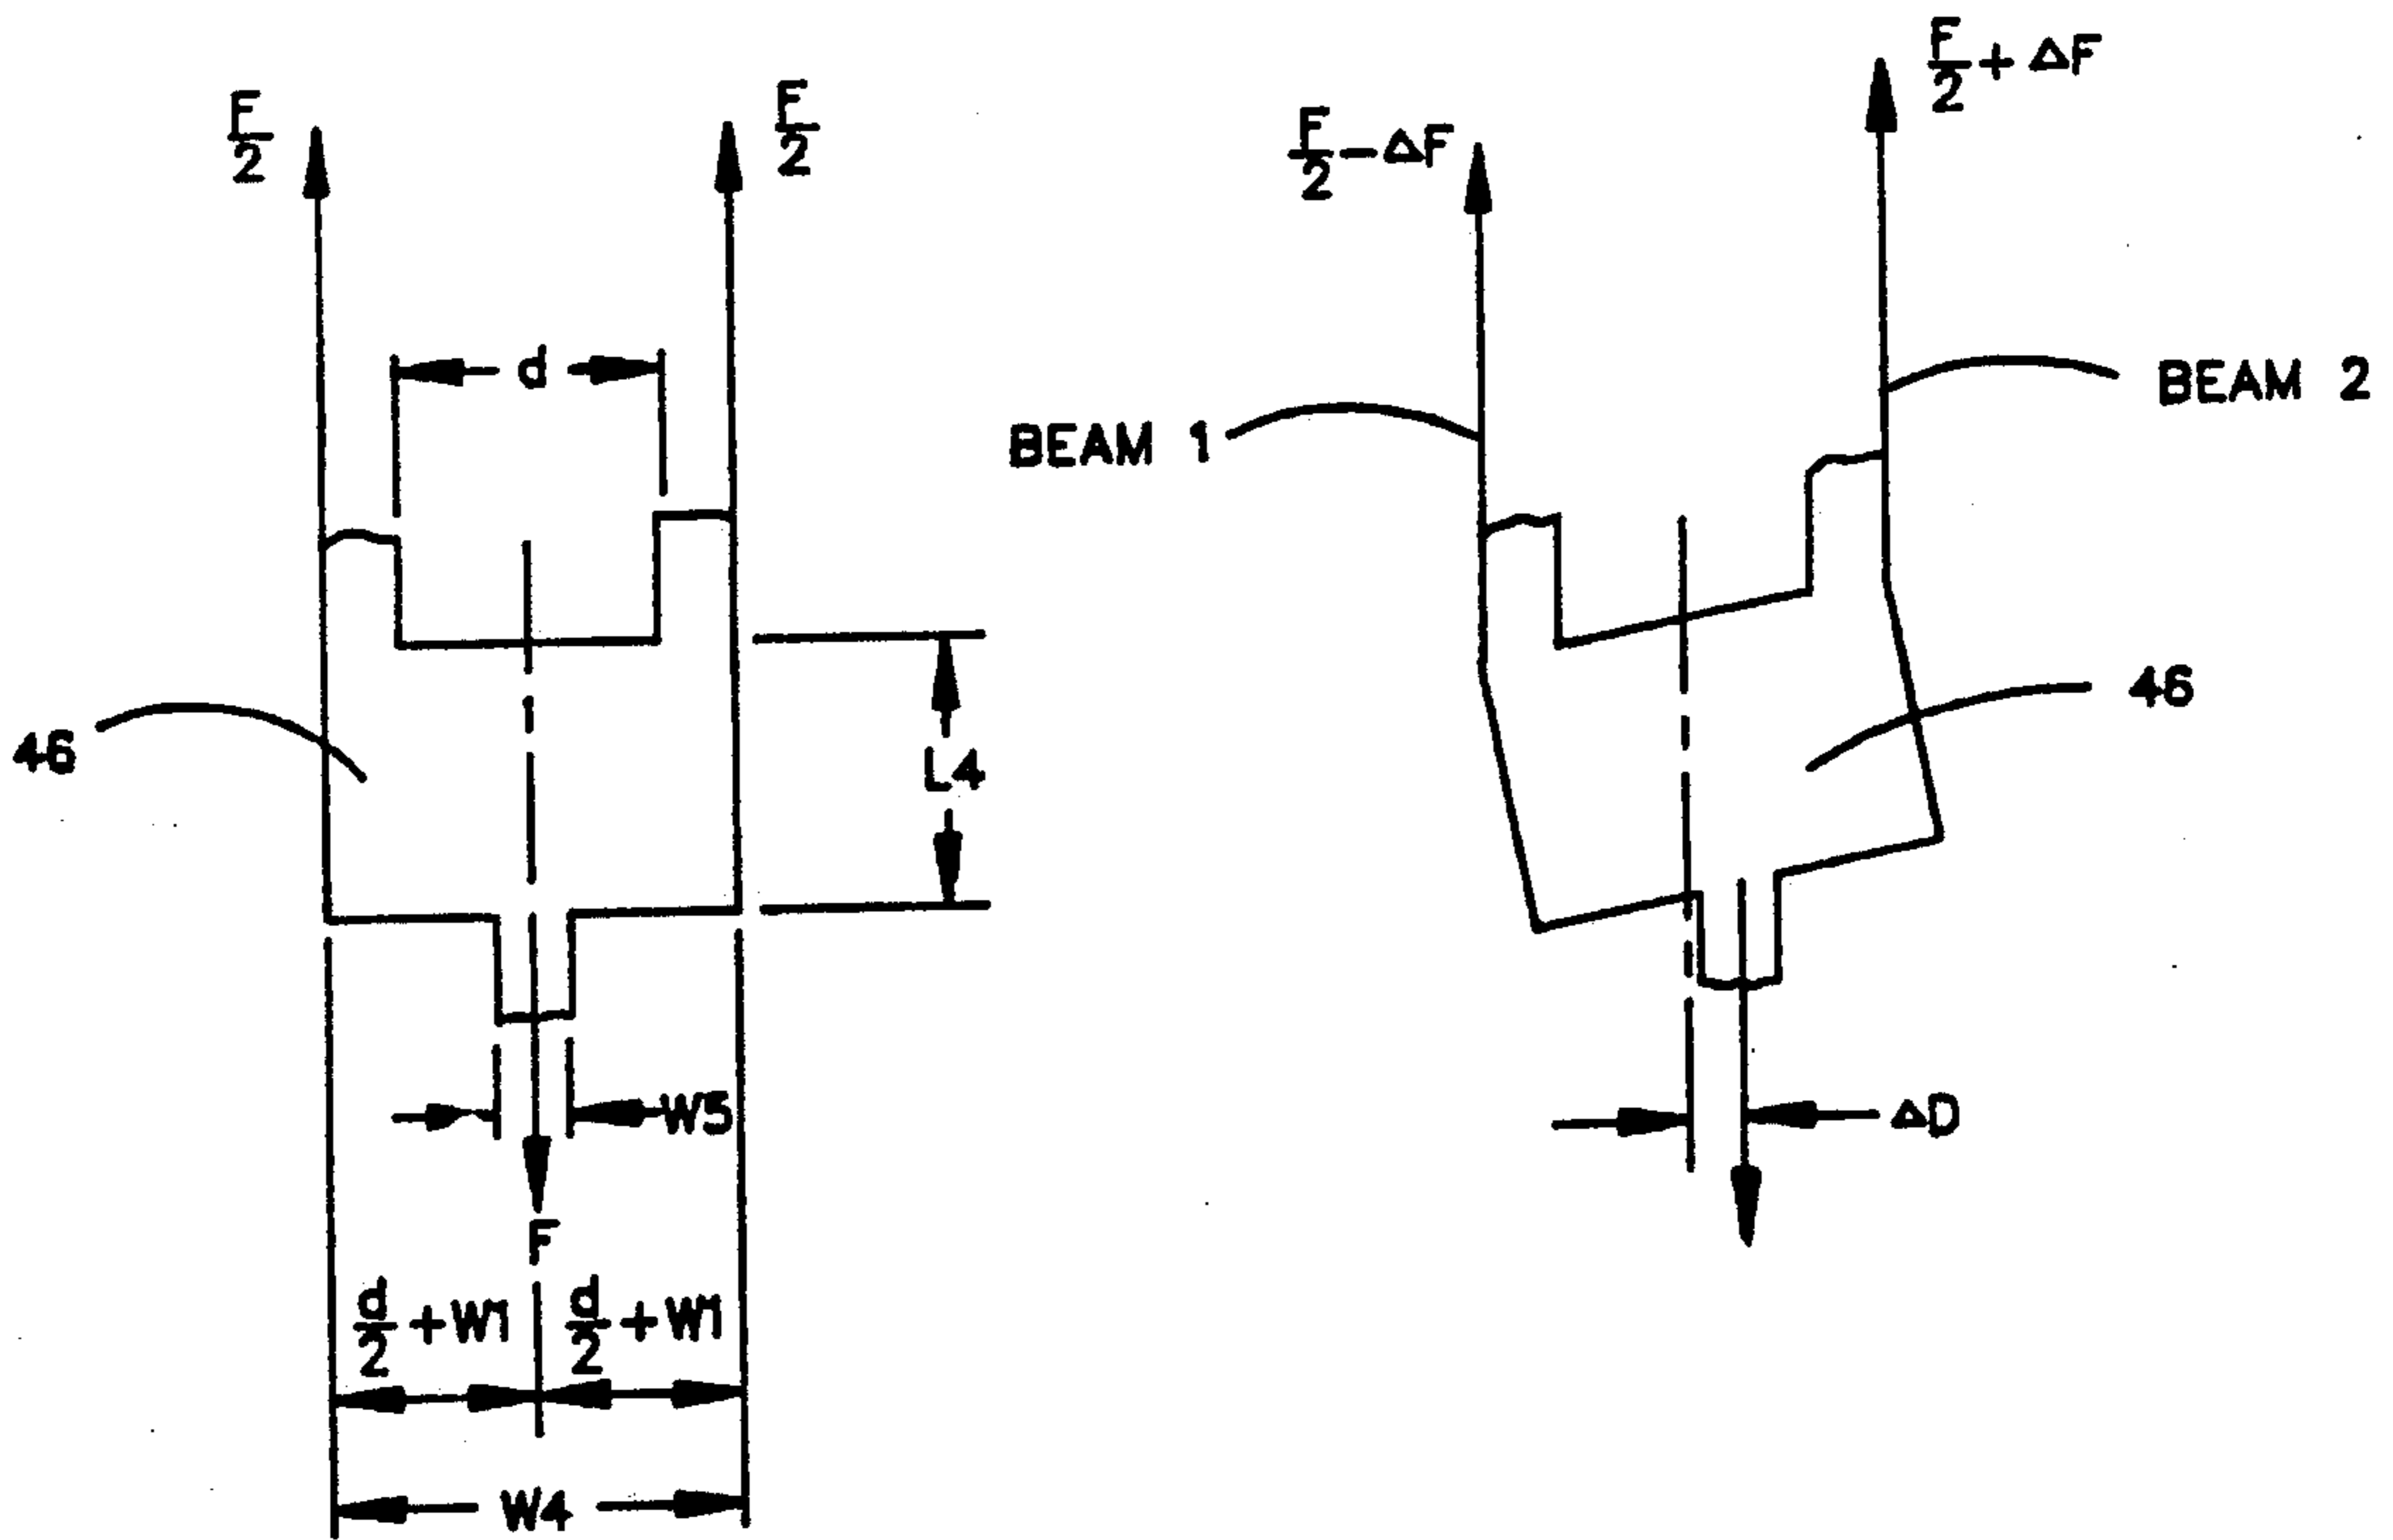 F/2
F/2
d
46
L4
W5
F
d/2 + W1
d/2 + W1
W4
F/2 - ΔF
F/2 + ΔF
BEAM 1
BEAM 2
46
ΔD